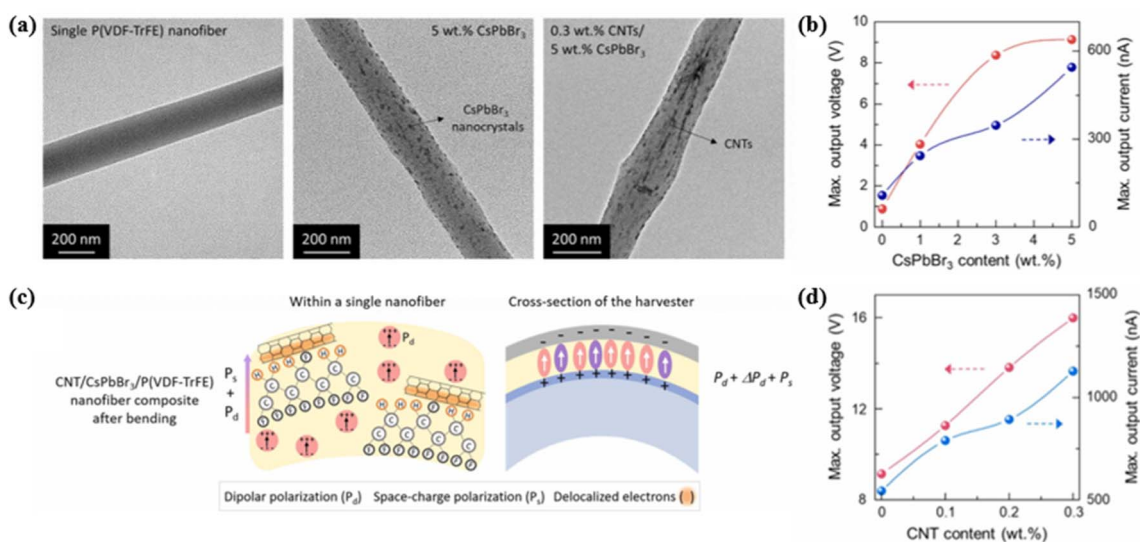 (a)
Single P(VDF-TrFE) nanofiber
200 nm
5 wt.% CsPbBr₃
CsPbBr₃
nanocrystals
200 nm
0.3 wt.% CNTs/
5 wt.% CsPbBr₃
CNTs
200 nm
(b)
Max. output voltage (V)
10
8
6
4
2
0
600
300
0
Max. output current (nA)
0 1 2 3 4 5
CsPbBr₃ content (wt.%)
(c)
Within a single nanofiber
Cross-section of the harvester
CNT/CsPbBr₃/P(VDF-TrFE)
nanofiber composite
after bending
Pₛ
+
P_d
P_d
P_d + ΔP_d + Pₛ
Dipolar polarization (P_d) Space-charge polarization (Pₛ) Delocalized electrons ( )
(d)
Max. output voltage (V)
16
12
8
1500
1000
500
Max. output current (nA)
0 0.1 0.2 0.3
CNT content (wt.%)